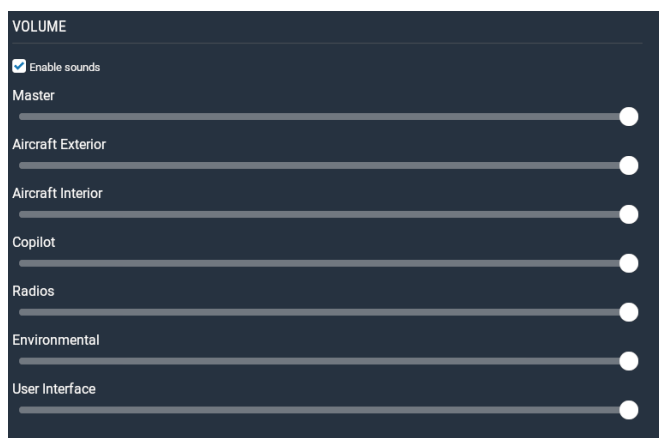 VOLUME
Enable sounds
Master
Aircraft Exterior
Aircraft Interior
Copilot
Radios
Environmental
User Interface